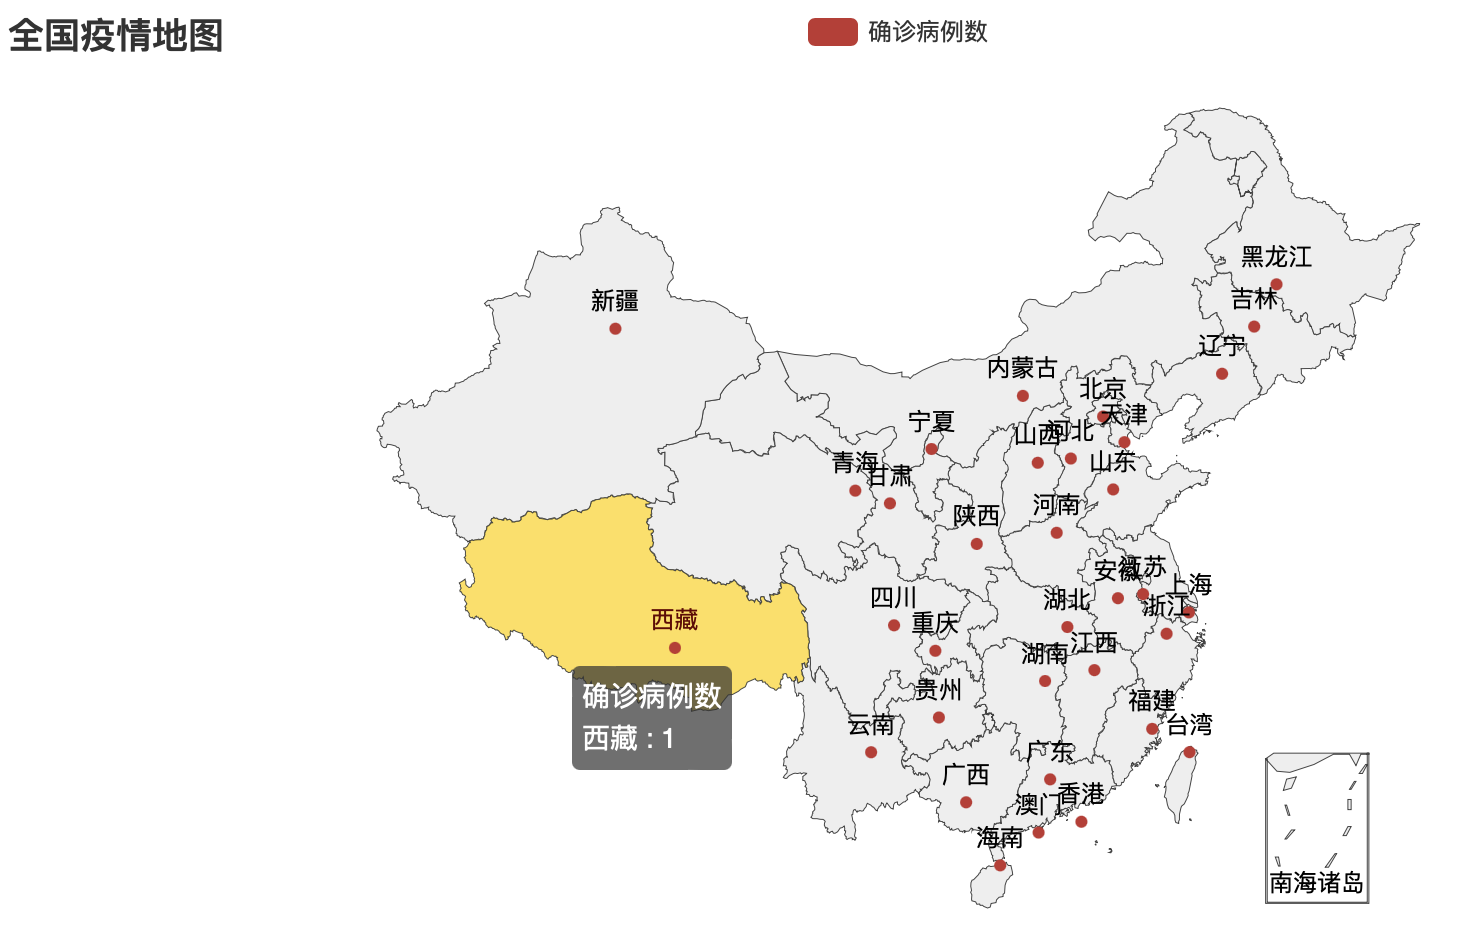 全国疫情地图
确诊病例数
黑龙江
新疆
吉林
辽宁
内蒙古
北京
天津
宁夏
山西
河北
青海
甘肃
山东
陕西
河南
安徽
江苏
上海
四川
湖北
浙江
西藏
重庆
湖南
江西
贵州
福建
云南
台湾
确诊病例数
西藏 : 1
广东
广西
澳门
香港
海南
南海诸岛